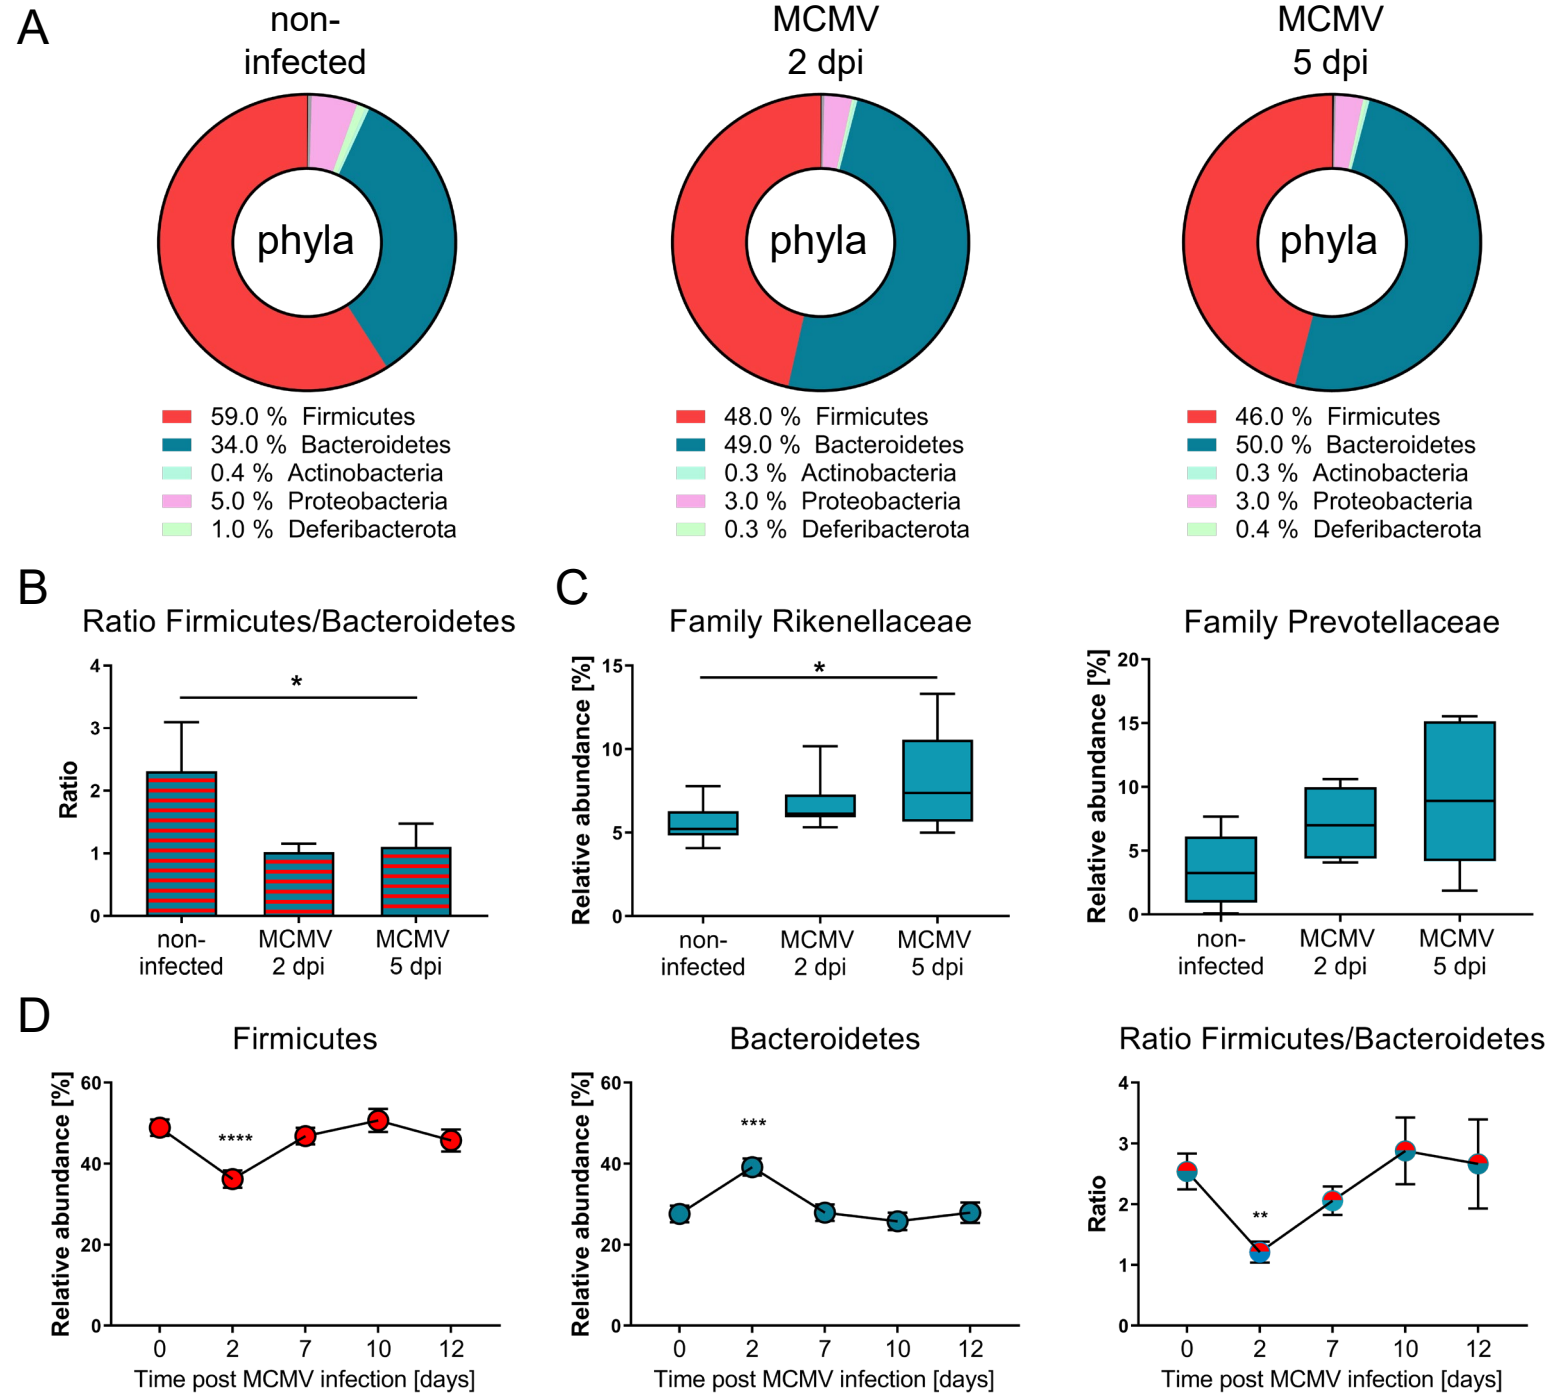 A
non-
infected
MCMV
2 dpi
MCMV
5 dpi
phyla
phyla
phyla
59.0 % Firmicutes
34.0 % Bacteroidetes
0.4 % Actinobacteria
5.0 % Proteobacteria
1.0 % Deferibacterota
48.0 % Firmicutes
49.0 % Bacteroidetes
0.3 % Actinobacteria
3.0 % Proteobacteria
0.3 % Deferibacterota
46.0 % Firmicutes
50.0 % Bacteroidetes
0.3 % Actinobacteria
3.0 % Proteobacteria
0.4 % Deferibacterota
B
Ratio Firmicutes/Bacteroidetes
Ratio
4
3
2
1
0
*
non-
infected
MCMV
2 dpi
MCMV
5 dpi
C
Family Rikenellaceae
Relative abundance [%]
15
10
5
0
*
non-
infected
MCMV
2 dpi
MCMV
5 dpi
Family Prevotellaceae
Relative abundance [%]
20
15
10
5
0
non-
infected
MCMV
2 dpi
MCMV
5 dpi
D
Firmicutes
Relative abundance [%]
60
40
20
0
****
0 2 7 10 12
Time post MCMV infection [days]
Bacteroidetes
Relative abundance [%]
60
40
20
0
***
0 2 7 10 12
Time post MCMV infection [days]
Ratio Firmicutes/Bacteroidetes
Ratio
4
3
2
1
0
**
0 2 7 10 12
Time post MCMV infection [days]